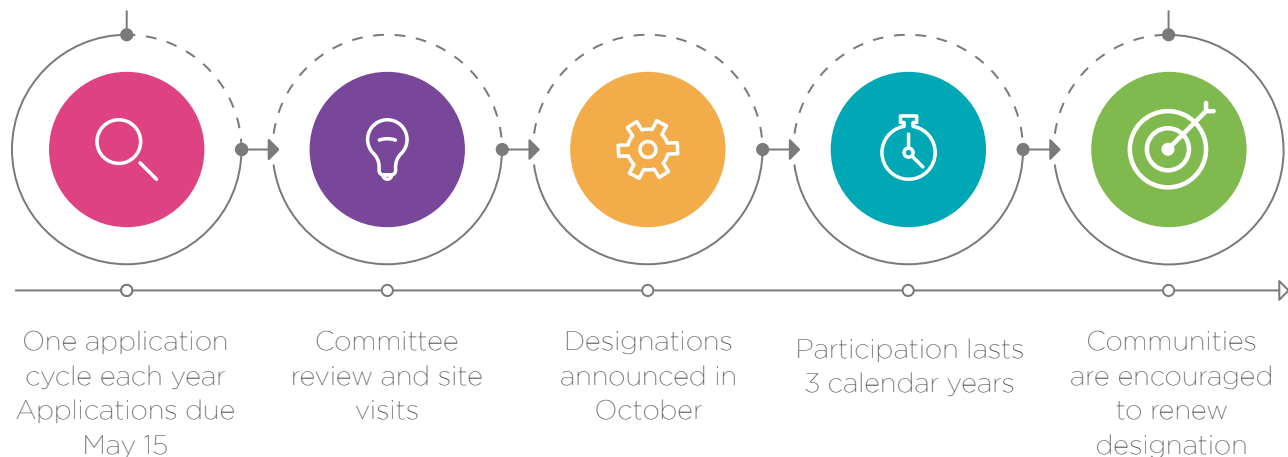 One application
cycle each year
Applications due
May 15
Committee
review and site
visits
Designations
announced in
October
Participation lasts
3 calendar years
Communities
are encouraged
to renew
designation